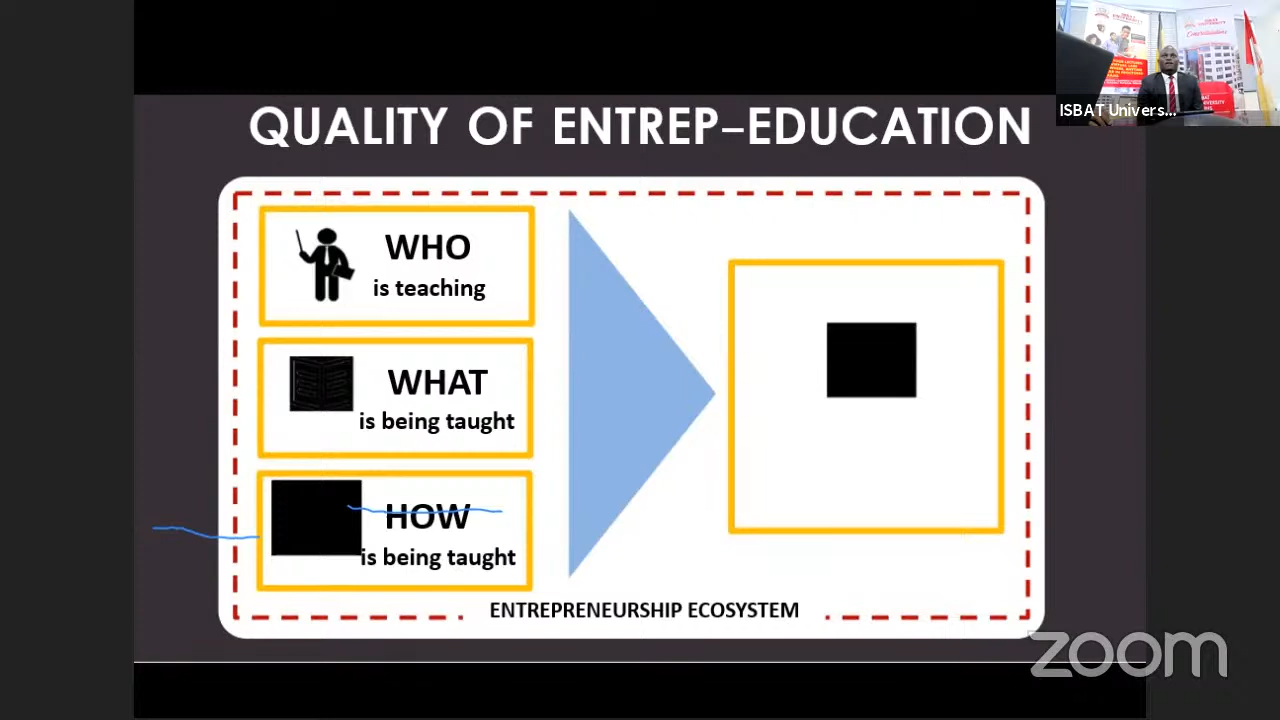 QUALITY OF ENTREP–EDUCATION
ISBAT Univers...
WHO
is teaching
WHAT
is being taught
HOW
is being taught
ENTREPRENEURSHIP ECOSYSTEM
zoom